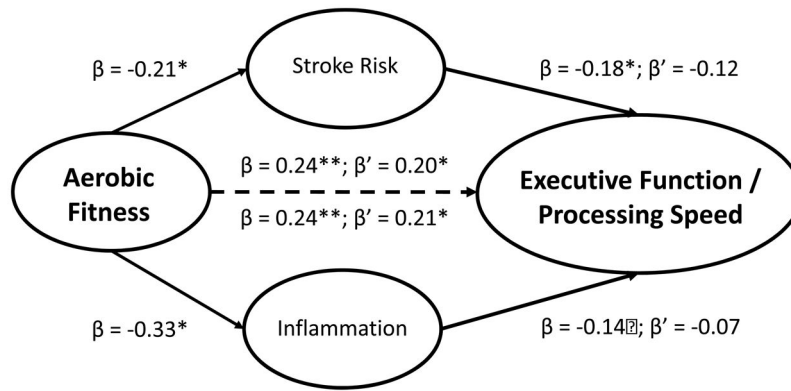 Stroke Risk
β = -0.21*
β = -0.18*; β’ = -0.12
β = 0.24**; β’ = 0.20*
Aerobic
Fitness
Executive Function /
Processing Speed
β = 0.24**; β’ = 0.21*
β = -0.33*
Inflammation
β = -0.14⍰; β’ = -0.07